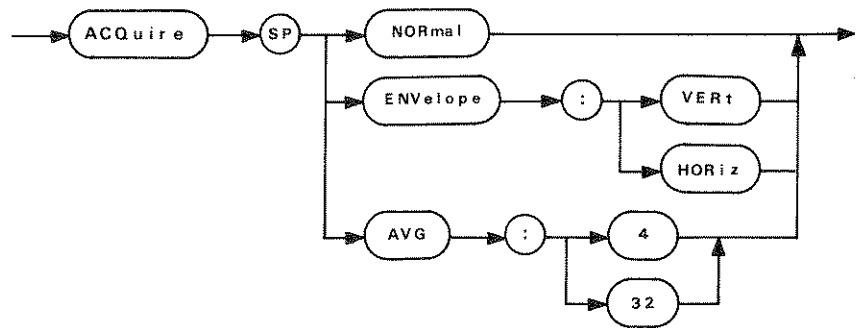 ACQuire SP NORmal
ENVelope : VERt
HORiz
AVG : 4
32